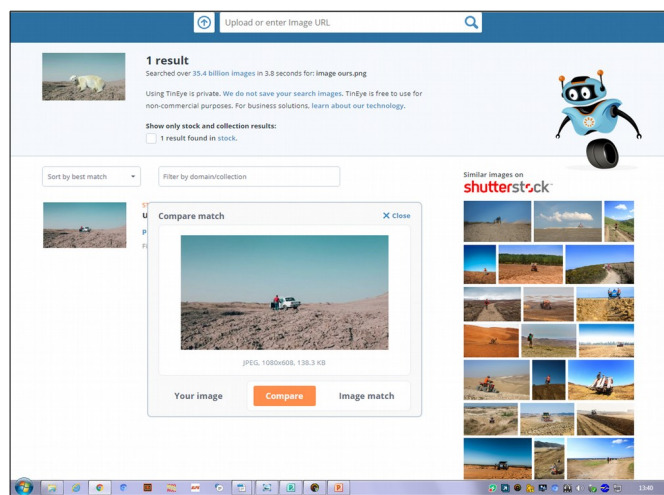 Upload or enter Image URL
1 result
Searched over 35.4 billion images in 3.8 seconds for: image ours.png
Using TinEye is private. We do not save your search images. TinEye is free to use for
non-commercial purposes. For business solutions, learn about our technology.
Show only stock and collection results:
1 result found in stock.
Sort by best match
Filter by domain/collection
Similar images on
shutterstock
Compare match
Close
JPEG, 1080x608, 138.3 KB
Your image
Compare
Image match
13:40